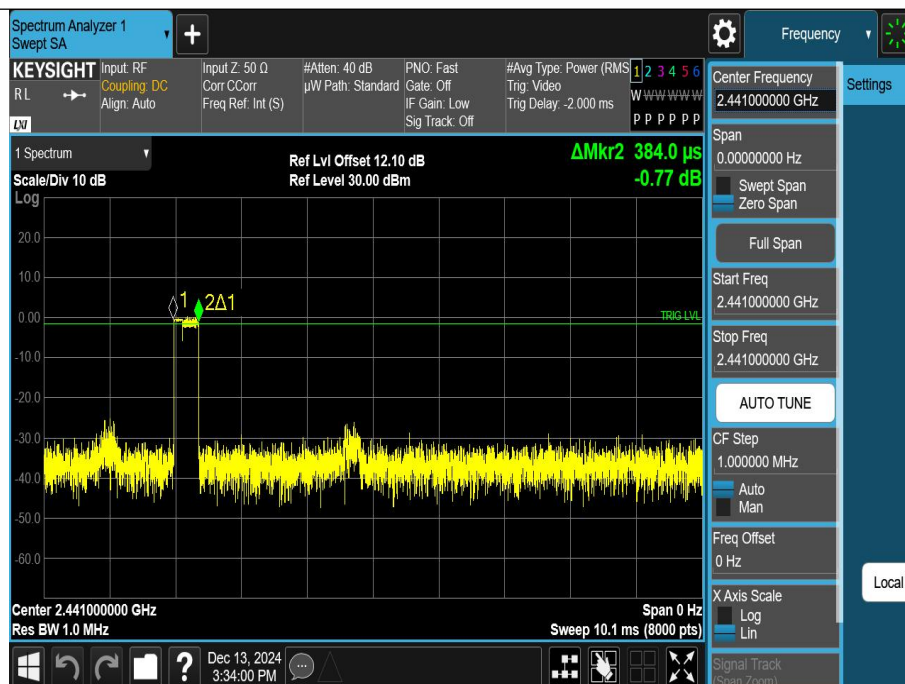 Spectrum Analyzer 1
Swept SA
+
Frequency
KEYSIGHT
RL
LXI
Input: RF
Coupling: DC
Align: Auto
Input Z: 50 Ω
Corr CCorr
Freq Ref: Int (S)
#Atten: 40 dB
µW Path: Standard
PNO: Fast
Gate: Off
IF Gain: Low
Sig Track: Off
#Avg Type: Power (RMS
Trig: Video
Trig Delay: -2.000 ms
1 2 3 4 5 6
W W W W W W
P P P P P P
1 Spectrum
Scale/Div 10 dB
Log
Ref Lvl Offset 12.10 dB
Ref Level 30.00 dBm
ΔMkr2 384.0 µs
-0.77 dB
20.0
10.0
0.00
-10.0
-20.0
-30.0
-40.0
-50.0
-60.0
1
2Δ1
TRIG LVL
Center 2.441000000 GHz
Res BW 1.0 MHz
Span 0 Hz
Sweep 10.1 ms (8000 pts)
Dec 13, 2024
3:34:00 PM
?
Center Frequency
2.441000000 GHz
Span
0.00000000 Hz
Swept Span
Zero Span
Full Span
Start Freq
2.441000000 GHz
Stop Freq
2.441000000 GHz
AUTO TUNE
CF Step
1.000000 MHz
Auto
Man
Freq Offset
0 Hz
X Axis Scale
Log
Lin
Signal Track
(Span Zoom)
Settings
Local